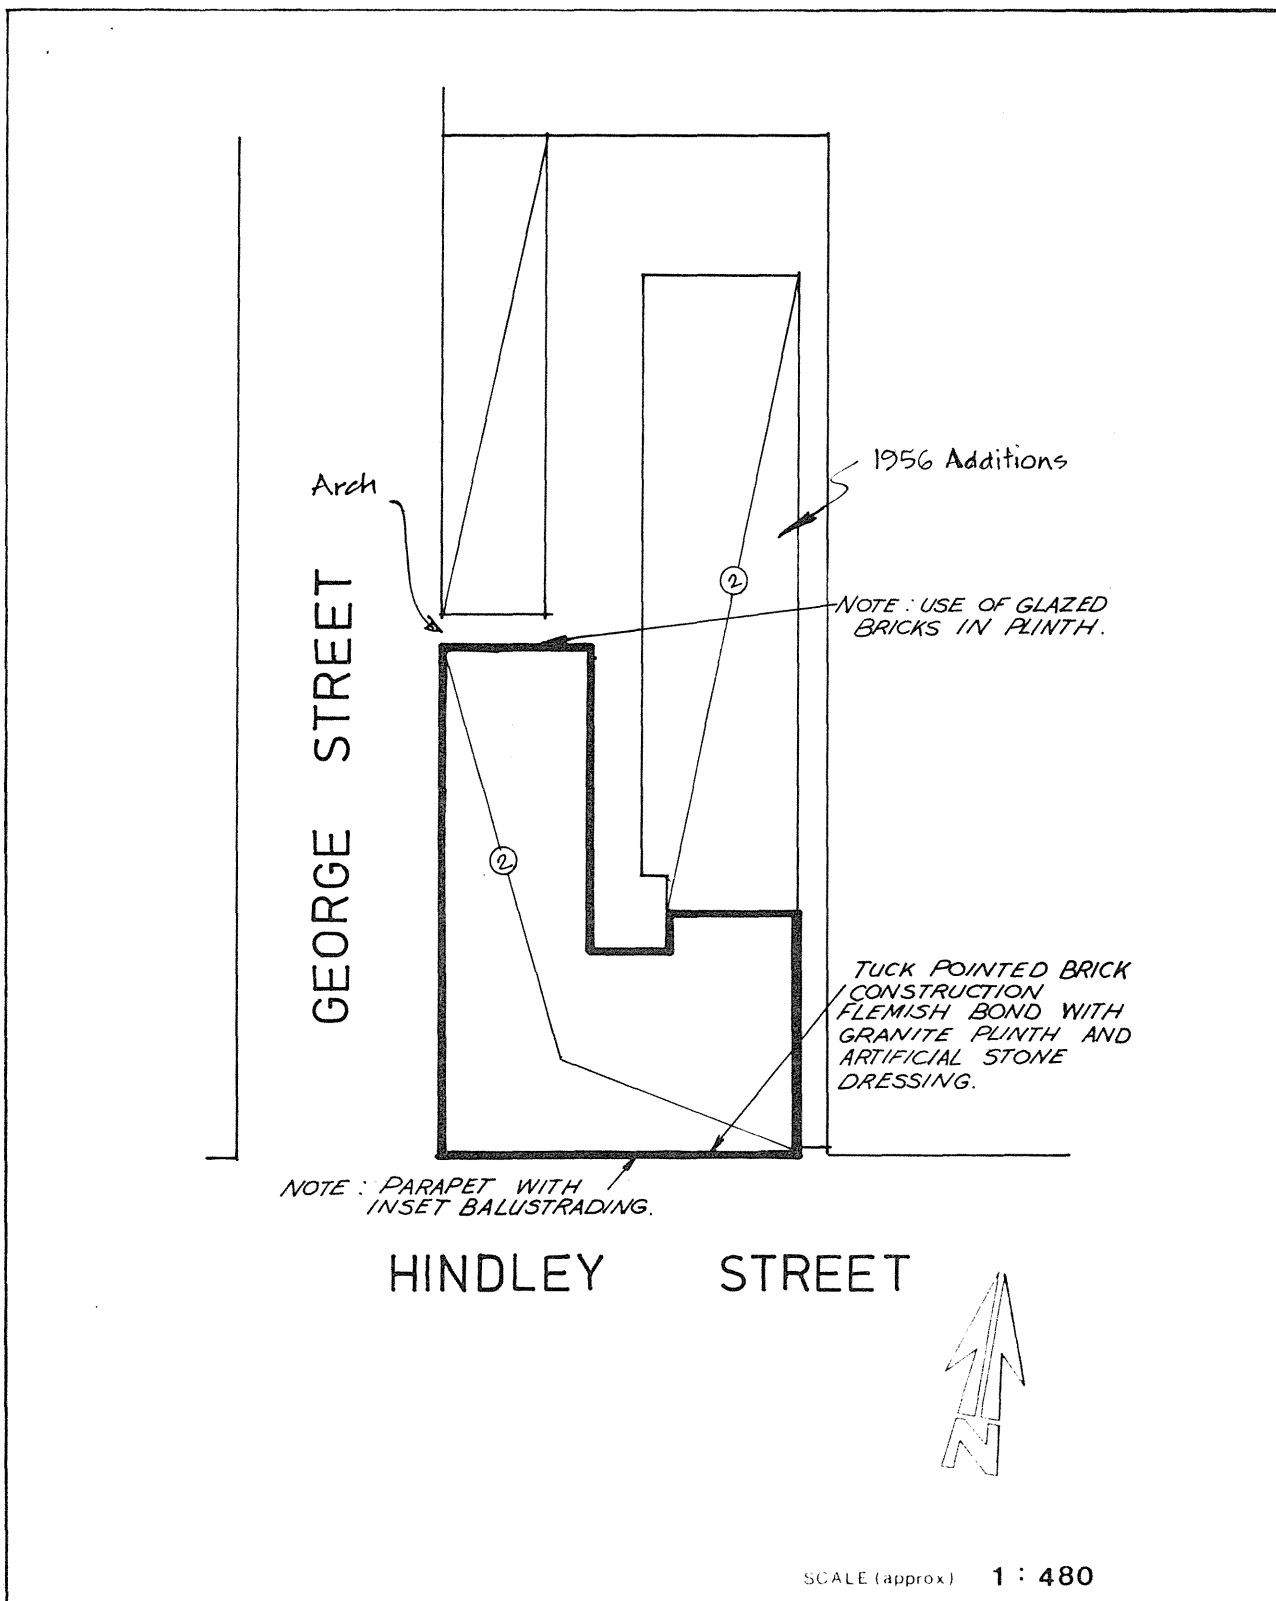 1956 Additions
Arch
2
NOTE : USE OF GLAZED
BRICKS IN PLINTH.
GEORGE STREET
2
TUCK POINTED BRICK
CONSTRUCTION
FLEMISH BOND WITH
GRANITE PLINTH AND
ARTIFICIAL STONE
DRESSING.
NOTE : PARAPET WITH
INSET BALUSTRADING.
HINDLEY STREET
N
SCALE (approx) 1 : 480